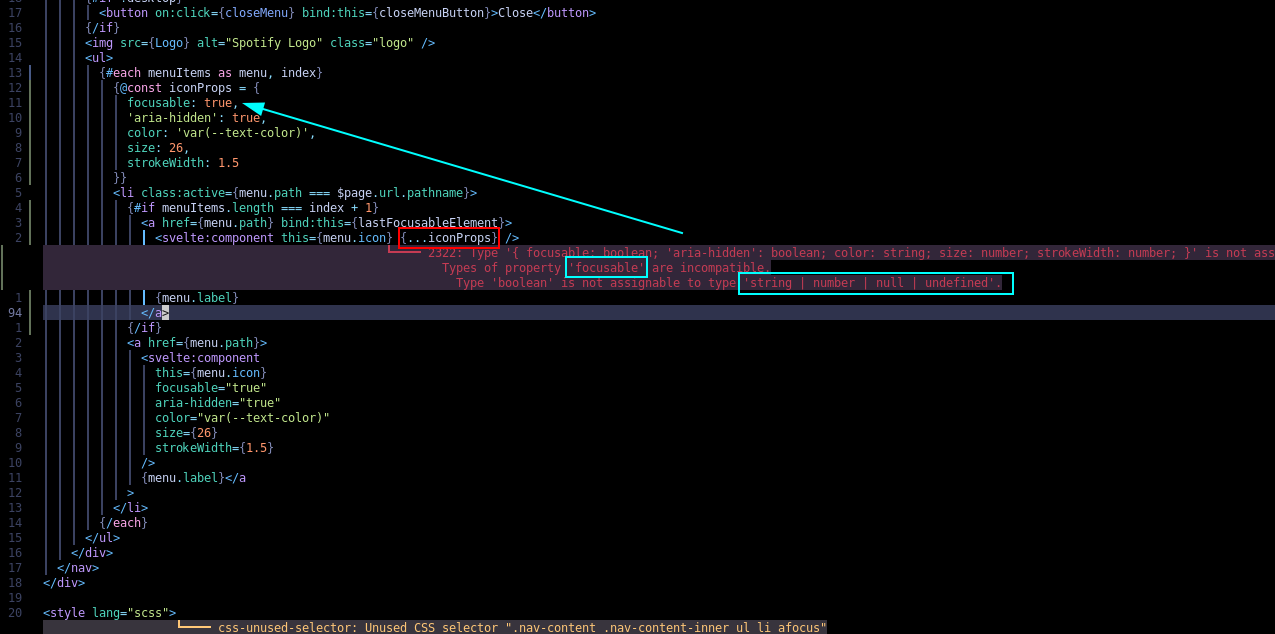 17 <button on:click={closeMenu} bind:this={closeMenuButton}>Close</button>
16 {/if}
15 <img src={Logo} alt="Spotify Logo" class="logo" />
14 <ul>
13 {#each menuItems as menu, index}
12 {@const iconProps = {
11 focusable: true,
10 'aria-hidden': true,
9 color: 'var(--text-color)',
8 size: 26,
7 strokeWidth: 1.5
6 }}
5 <li class:active={menu.path === $page.url.pathname}>
4 {#if menuItems.length === index + 1}
3 <a href={menu.path} bind:this={lastFocusableElement}>
2 <svelte:component this={menu.icon} {...iconProps} />
2322: Type '{ focusable: boolean; 'aria-hidden': boolean; color: string; size: number; strokeWidth: number; }' is not ass
Types of property 'focusable' are incompatible.
Type 'boolean' is not assignable to type 'string | number | null | undefined'.
1 {menu.label}
94 </a>
1 {/if}
2 <a href={menu.path}>
3 <svelte:component
4 this={menu.icon}
5 focusable="true"
6 aria-hidden="true"
7 color="var(--text-color)"
8 size={26}
9 strokeWidth={1.5}
10 />
11 {menu.label}</a
12 >
13 </li>
14 {/each}
15 </ul>
16 </div>
17 </nav>
18 </div>
19
20 <style lang="scss">
css-unused-selector: Unused CSS selector ".nav-content .nav-content-inner ul li afocus"